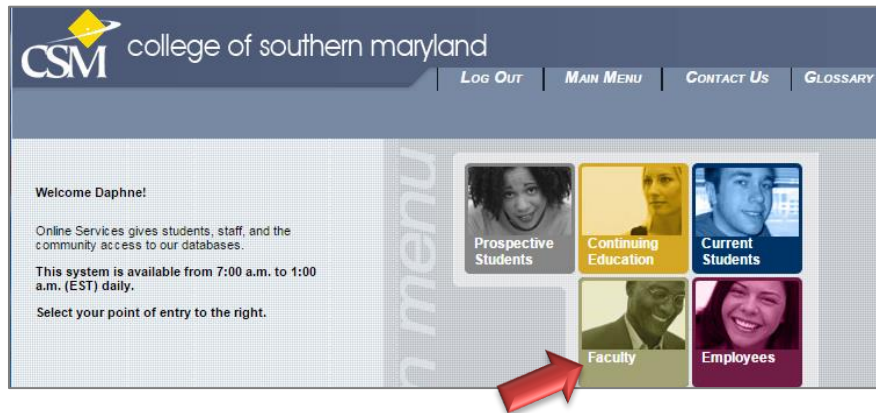 CSM college of southern maryland
LOG OUT MAIN MENU CONTACT US GLOSSARY
Welcome Daphne!
Online Services gives students, staff, and the
community access to our databases.
This system is available from 7:00 a.m. to 1:00
a.m. (EST) daily.
Select your point of entry to the right.
menu
Prospective
Students
Continuing
Education
Current
Students
Faculty
Employees